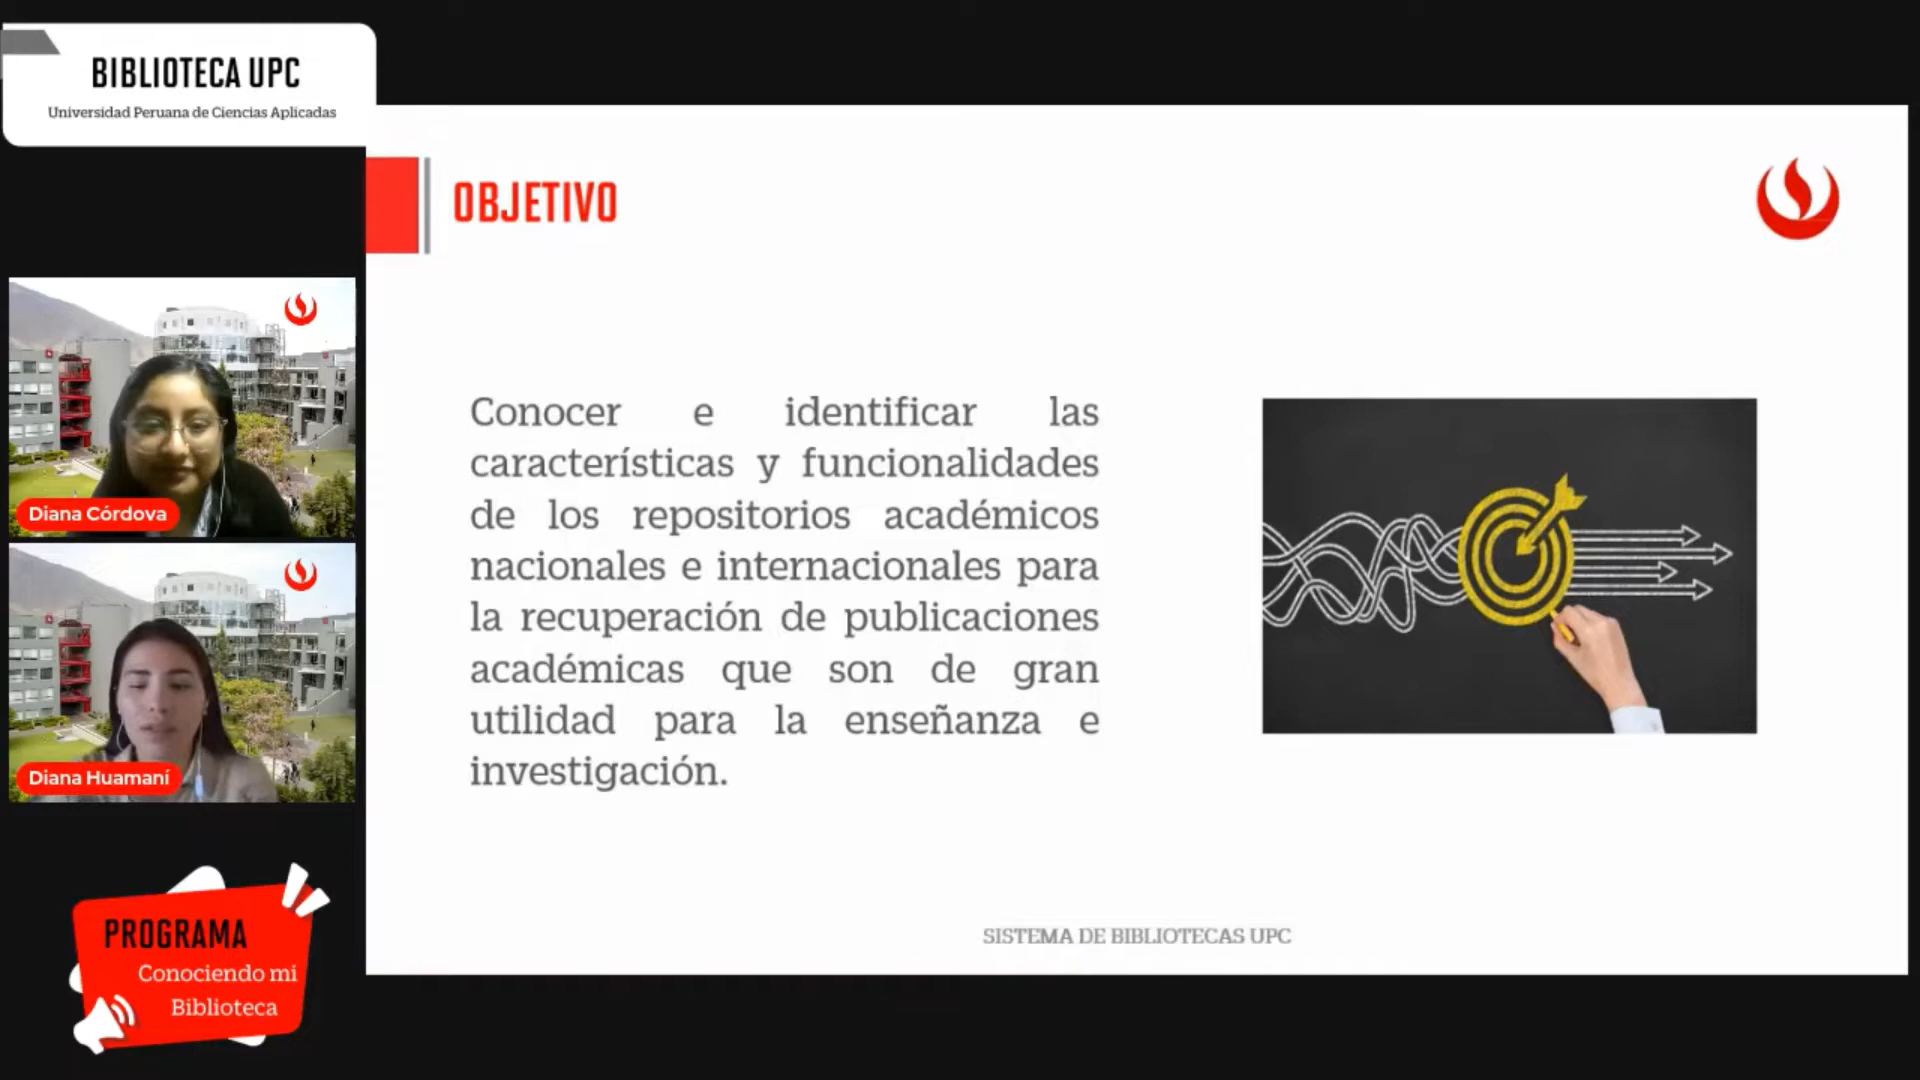 BIBLIOTECA UPC
Universidad Peruana de Ciencias Aplicadas
OBJETIVO
Conocer e identificar las
características y funcionalidades
de los repositorios académicos
nacionales e internacionales para
la recuperación de publicaciones
académicas que son de gran
utilidad para la enseñanza e
investigación.
SISTEMA DE BIBLIOTECAS UPC
Diana Córdova
Diana Huamaní
PROGRAMA
Conociendo mi
Biblioteca